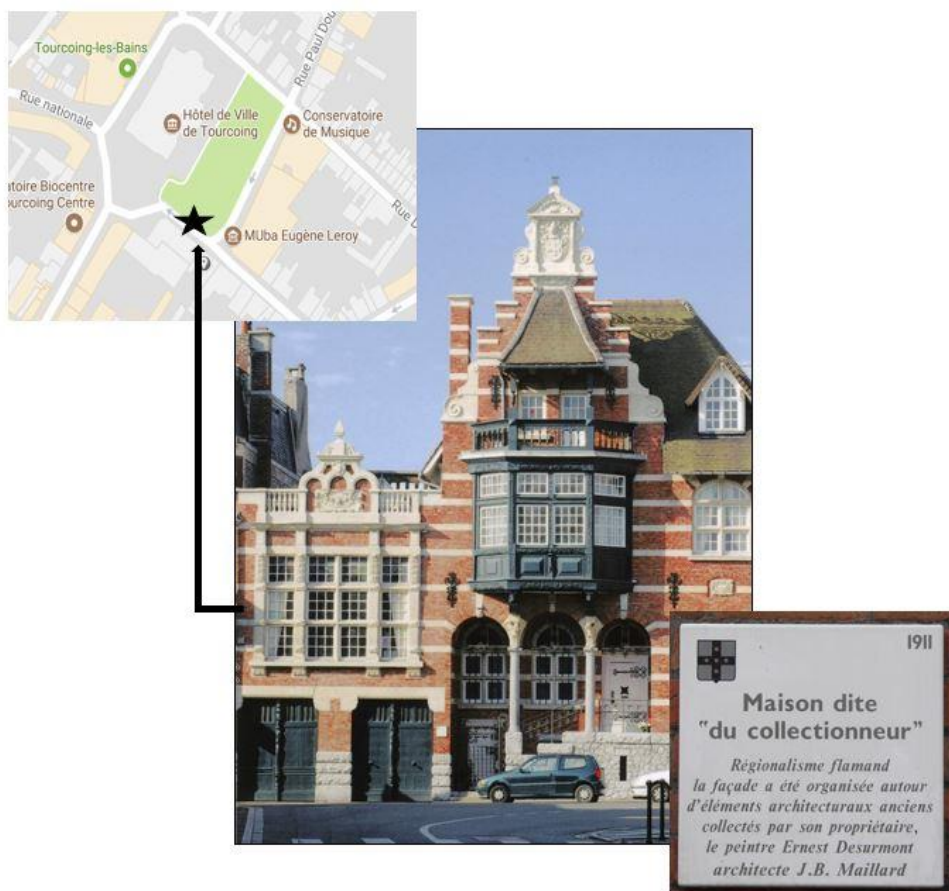 Tourcoing-les-Bains
Rue nationale
Hôtel de Ville
de Tourcoing
Rue Paul Dou
Conservatoire
de Musique
atoire Biocentre
ourcoing Centre
Rue D
MUba Eugène Leroy
1911
Maison dite
"du collectionneur"
Régionalisme flamand
la façade a été organisée autour
d'éléments architecturaux anciens
collectés par son propriétaire,
le peintre Ernest Desurmont
architecte J.B. Maillard